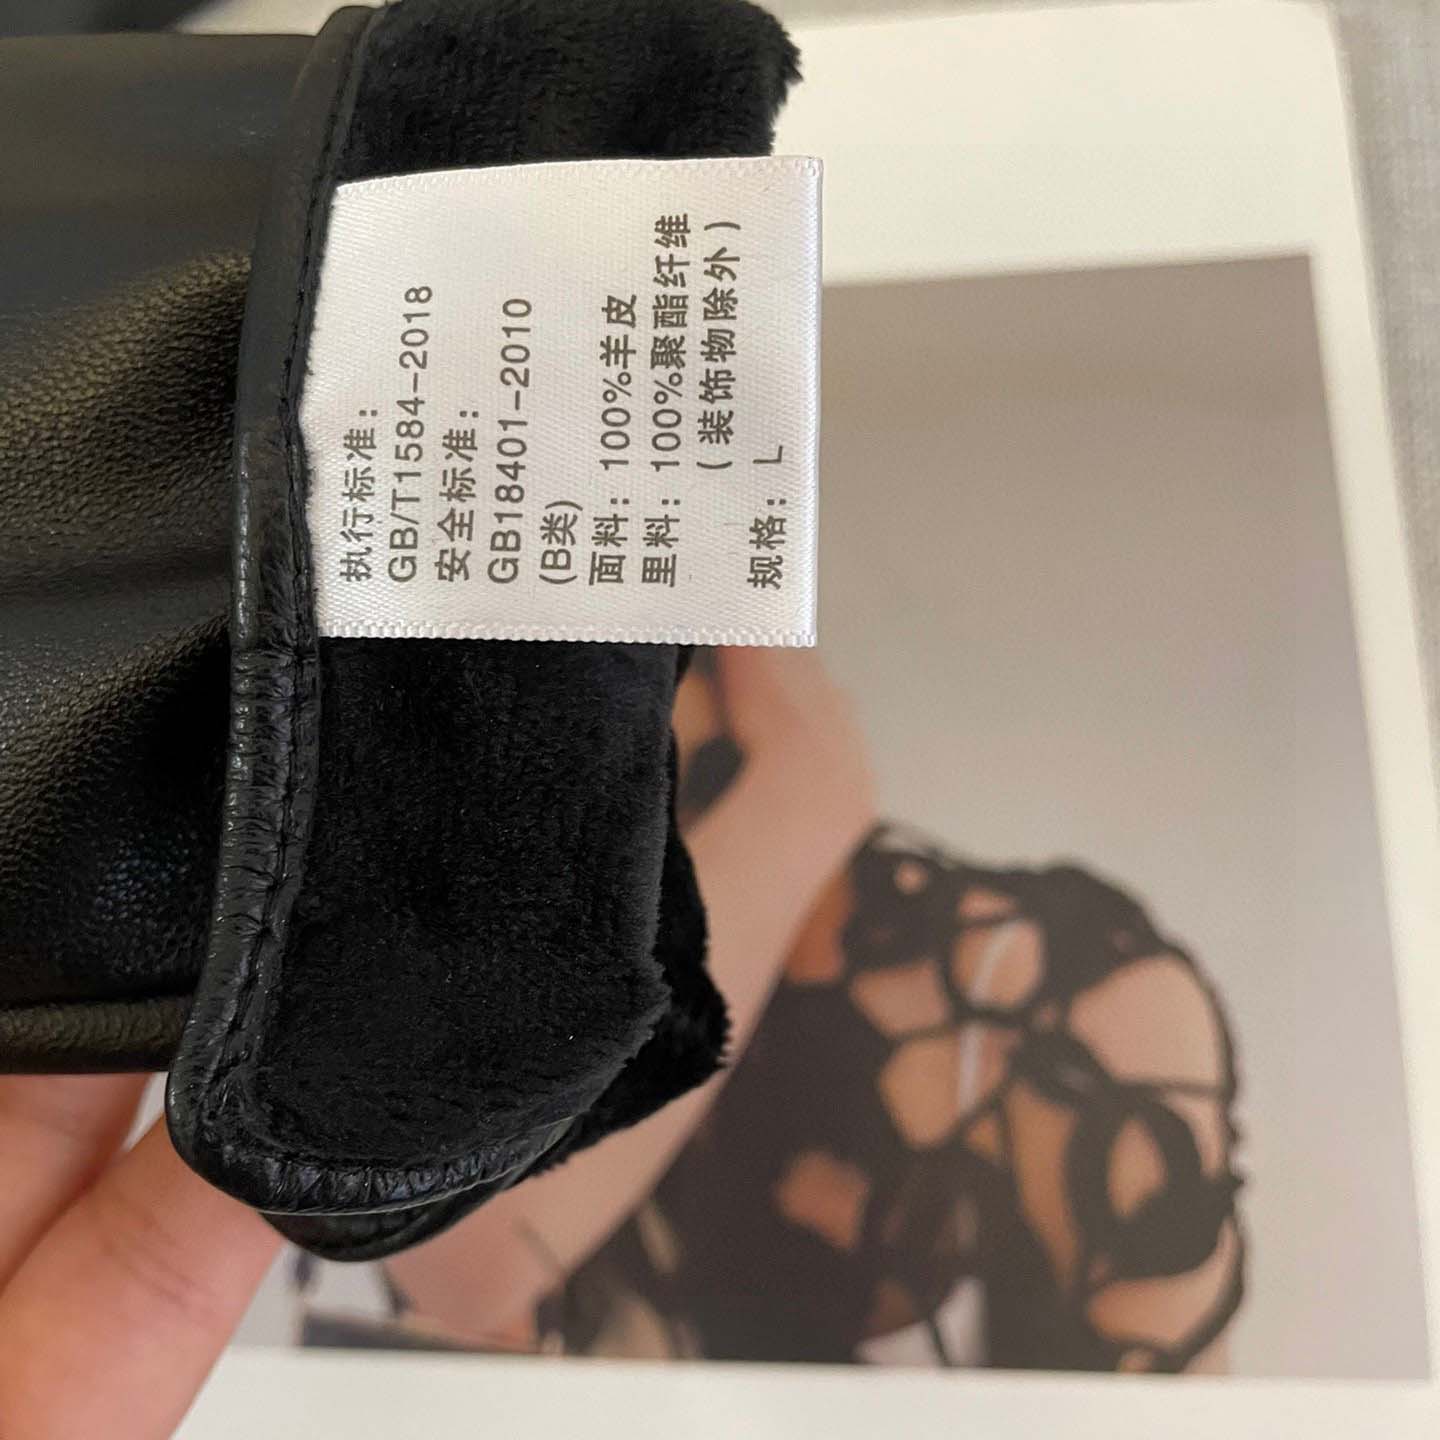 执行标准：
GB/T1584-2018
安全标准：
GB18401-2010
(B类)
面料：100%羊皮
里料：100%聚酯纤维
(装饰物除外)
规格：L